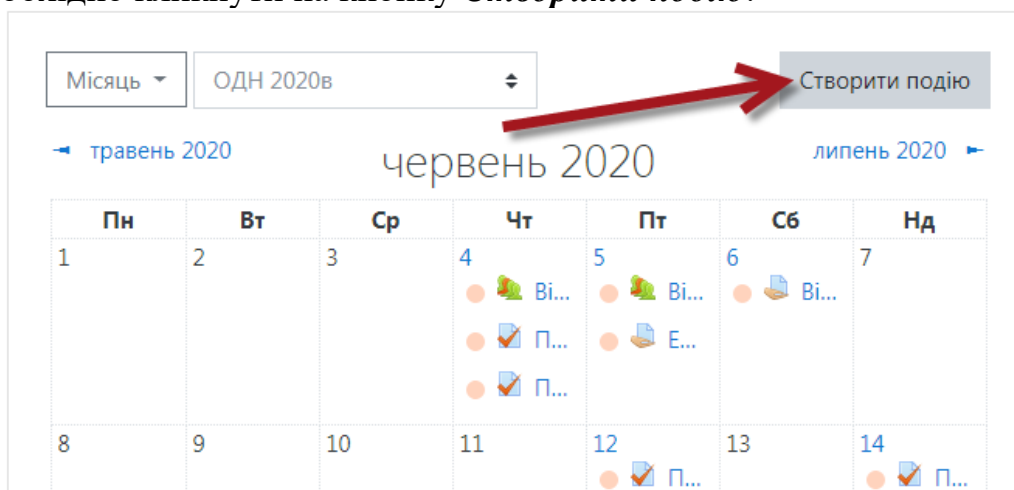 Місяць ОДН 2020в Створити подію
травень 2020 червень 2020 липень 2020
Пн Вт Ср Чт Пт Сб Нд
1 2 3 4 5 6 7
Ві... Ві... Ві...
П... Е...
П...
8 9 10 11 12 13 14
П... П...